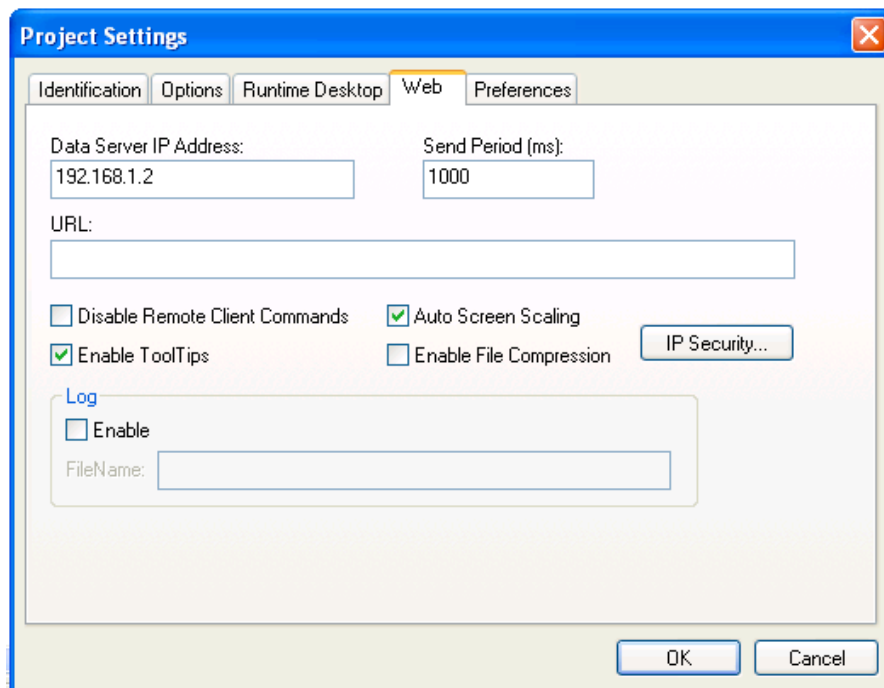 Project Settings
Identification Options Runtime Desktop Web Preferences
Data Server IP Address: Send Period (ms):
192.168.1.2 1000
URL:
Disable Remote Client Commands Auto Screen Scaling
Enable ToolTips Enable File Compression IP Security...
Log
Enable
FileName:
OK Cancel